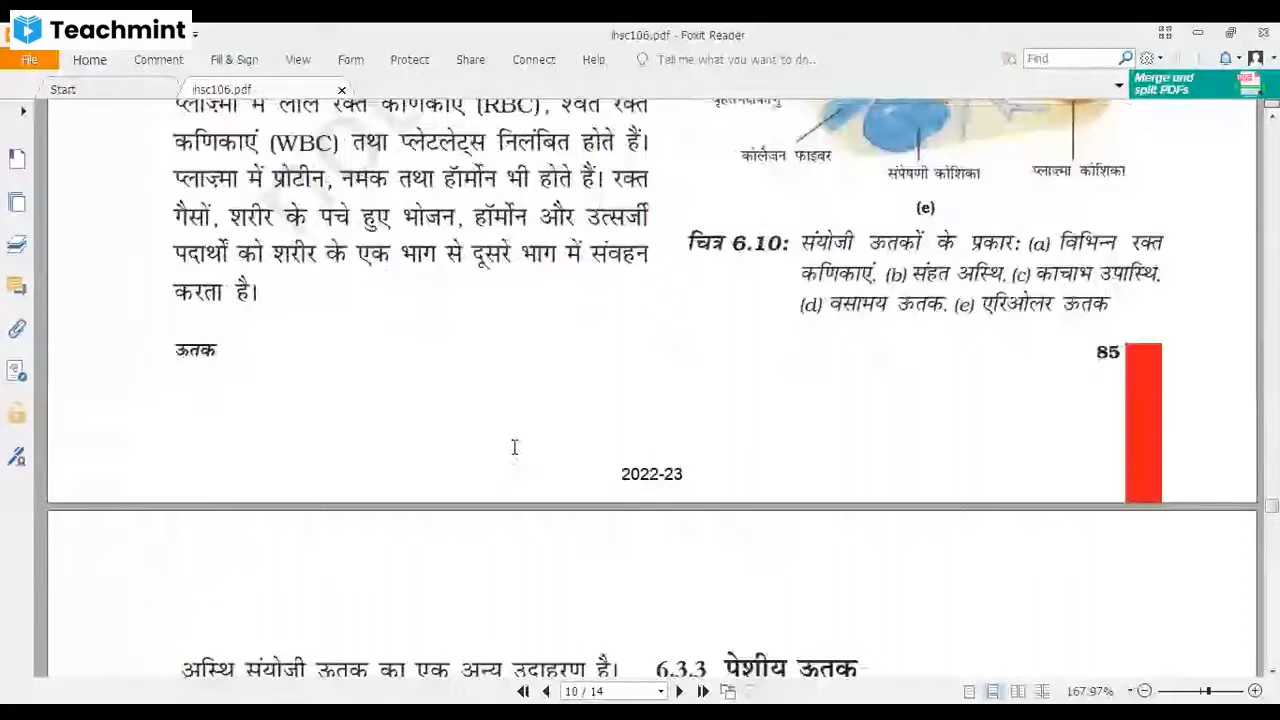 Teachmint
ihsc106.pdf - Foxit Reader
File Home Comment Fill & Sign View Form Protect Share Connect Help Tell me what you want to do.. Find
Start ihsc106.pdf
Merge and
split PDFs
प्लाज़्मा में लाल रक्त कणिकाएं (RBC), श्वेत रक्त
कणिकाएं (WBC) तथा प्लेटलेट्स निलंबित होते हैं।
प्लाज़्मा में प्रोटीन, नमक तथा हॉर्मोन भी होते हैं। रक्त
गैसों, शरीर के पचे हुए भोजन, हॉर्मोन और उत्सर्जी
पदार्थों को शरीर के एक भाग से दूसरे भाग में संवहन
करता है।
कोलैजन फाइबर
संपेषणी कोशिका
प्लाज़्मा कोशिका
(e)
चित्र 6.10: संयोजी ऊतकों के प्रकार: (a) विभिन्न रक्त
कणिकाएं, (b) संहत अस्थि, (c) काचाभ उपास्थि,
(d) वसामय ऊतक, (e) एरिओलर ऊतक
ऊतक
85
2022-23
अस्थि संयोजी ऊतक का एक अन्य उदाहरण है।
6.3.3 पेशीय ऊतक
10 / 14
167.97%